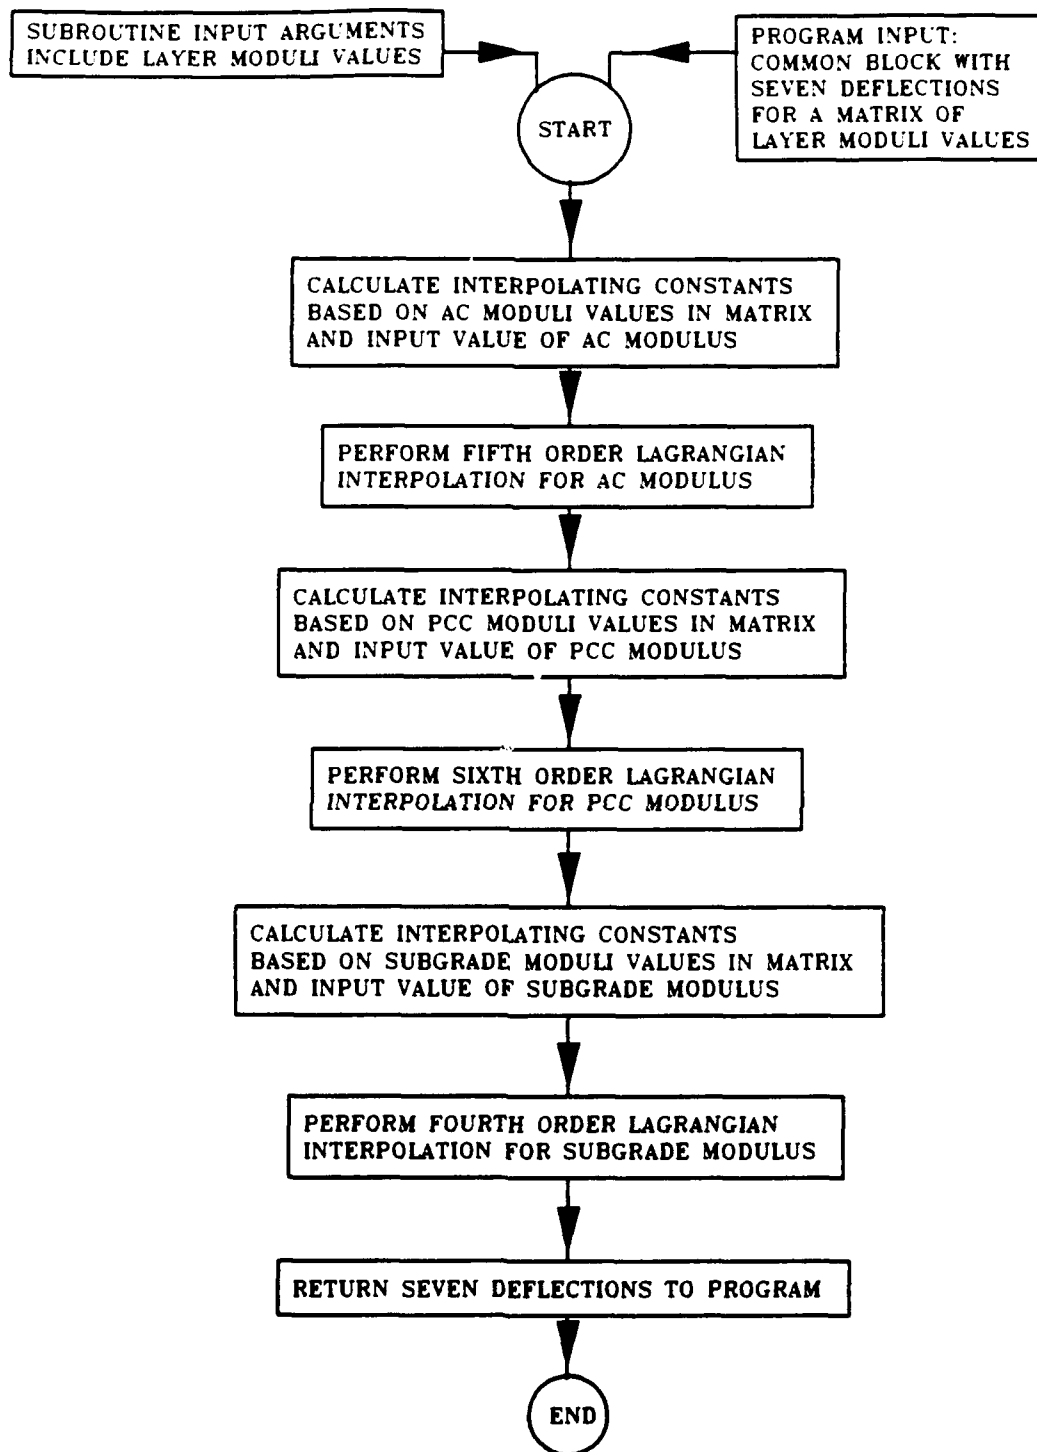 SUBROUTINE INPUT ARGUMENTS
INCLUDE LAYER MODULI VALUES
PROGRAM INPUT:
COMMON BLOCK WITH
SEVEN DEFLECTIONS
FOR A MATRIX OF
LAYER MODULI VALUES
START
CALCULATE INTERPOLATING CONSTANTS
BASED ON AC MODULI VALUES IN MATRIX
AND INPUT VALUE OF AC MODULUS
PERFORM FIFTH ORDER LAGRANGIAN
INTERPOLATION FOR AC MODULUS
CALCULATE INTERPOLATING CONSTANTS
BASED ON PCC MODULI VALUES IN MATRIX
AND INPUT VALUE OF PCC MODULUS
PERFORM SIXTH ORDER LAGRANGIAN
INTERPOLATION FOR PCC MODULUS
CALCULATE INTERPOLATING CONSTANTS
BASED ON SUBGRADE MODULI VALUES IN MATRIX
AND INPUT VALUE OF SUBGRADE MODULUS
PERFORM FOURTH ORDER LAGRANGIAN
INTERPOLATION FOR SUBGRADE MODULUS
RETURN SEVEN DEFLECTIONS TO PROGRAM
END